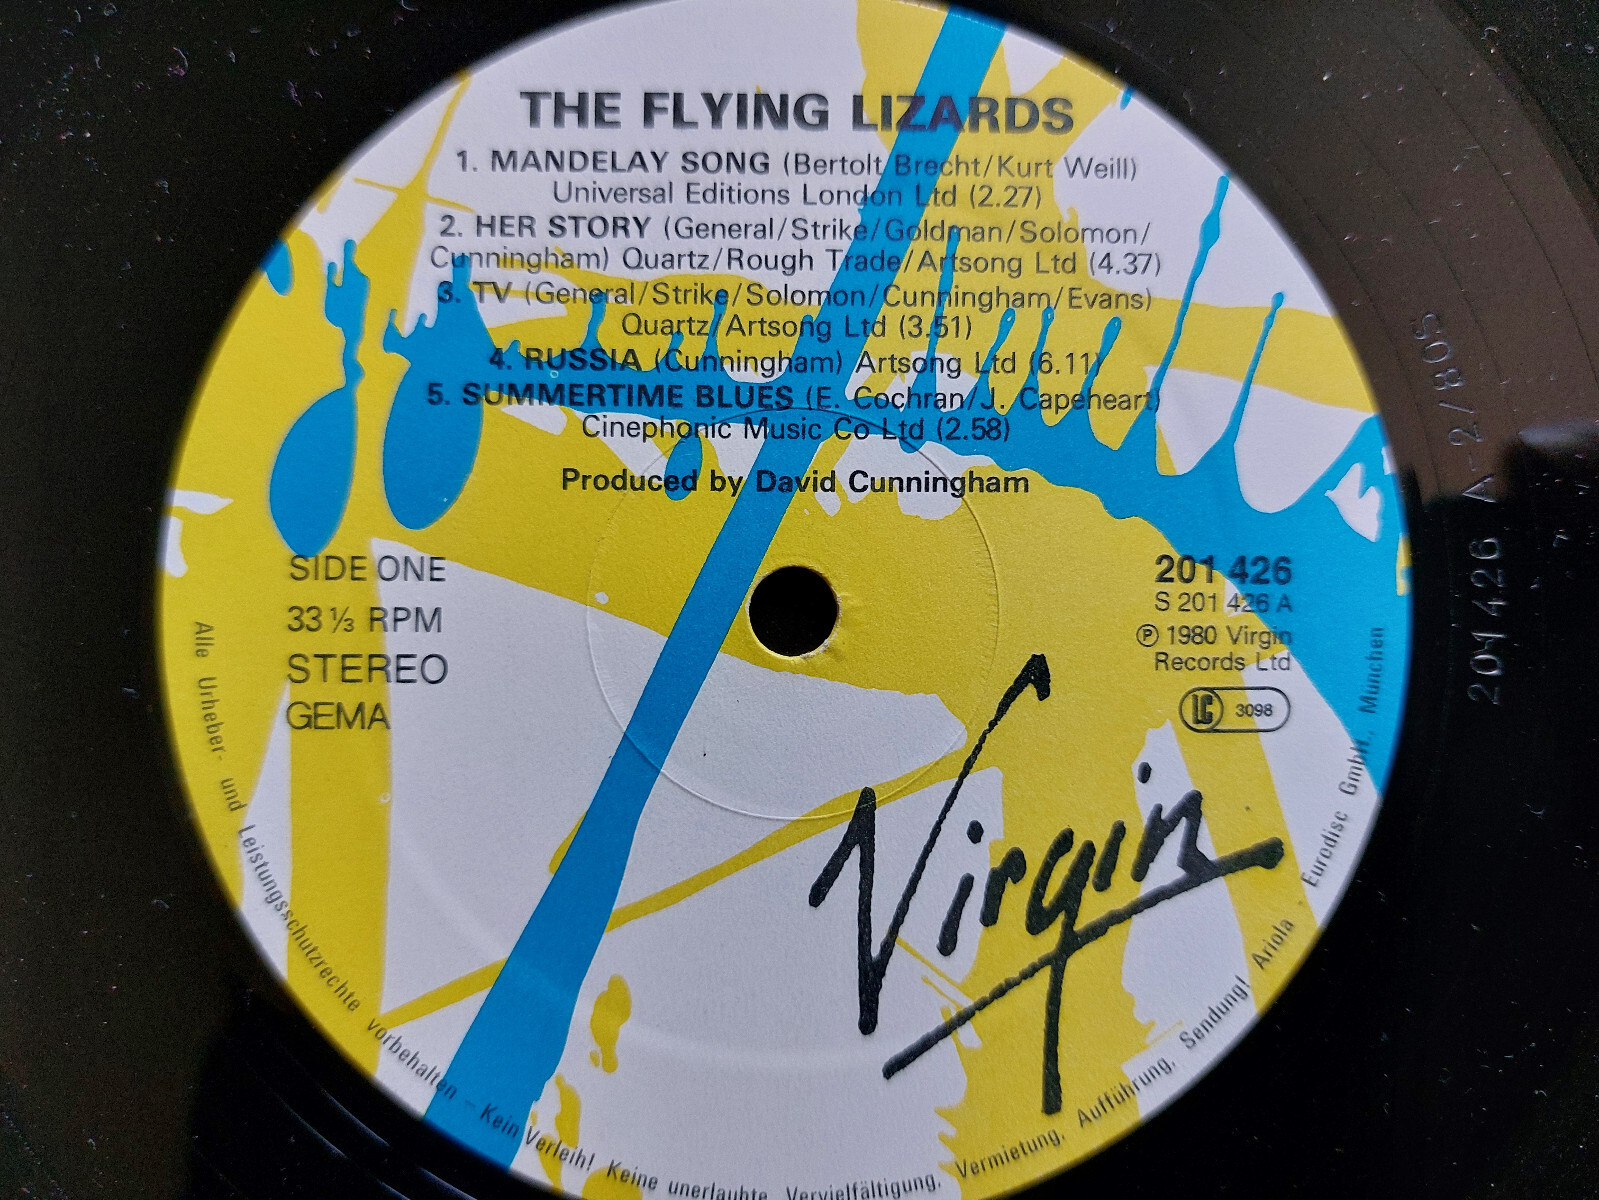 THE FLYING LIZARDS
1. MANDELAY SONG (Bertolt Brecht/Kurt Weill)
Universal Editions London Ltd (2.27)
2. HER STORY (General/Strike/Goldman/Solomon/
Cunningham) Quartz/Rough Trade/Artsong Ltd (4.37)
3. TV (General/Strike/Solomon/Cunningham/Evans)
Quartz/Artsong Ltd (3.51)
4. RUSSIA (Cunningham) Artsong Ltd (6.11)
5. SUMMERTIME BLUES (E. Cochran/J. Capeheart)
Cinephonic Music Co Ltd (2.58)
Produced by David Cunningham
SIDE ONE
33 ⅓ RPM
STEREO
GEMA
201 426
S 201 426 A
℗ 1980 Virgin
Records Ltd
LC 3098
Virgin
Alle Urheber- und Leistungsschutzrechte vorbehalten – Kein Verleih! Keine unerlaubte Vervielfältigung, Vermietung, Aufführung, Sendung! Ariola . Eurodisc GmbH., München
201426 A-2/80S